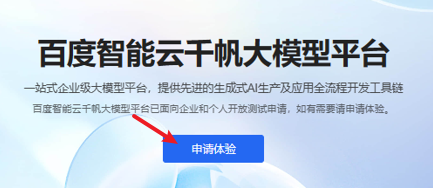 百度智能云千帆大模型平台
一站式企业级大模型平台，提供先进的生成式AI生产及应用全流程开发工具链
百度智能云千帆大模型平台已面向企业和个人开放测试申请，如有需要请申请体验。
申请体验